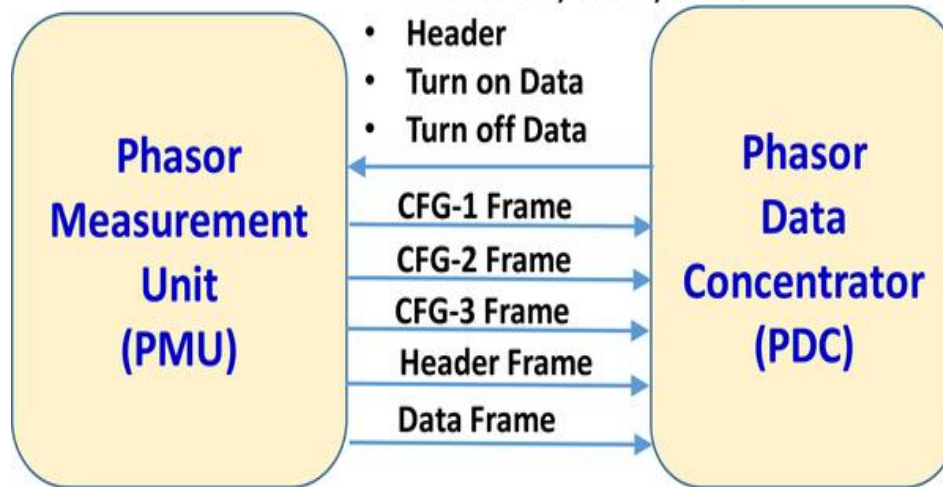 • Header
• Turn on Data
• Turn off Data
Phasor
Measurement
Unit
(PMU)
CFG-1 Frame
CFG-2 Frame
CFG-3 Frame
Header Frame
Data Frame
Phasor
Data
Concentrator
(PDC)